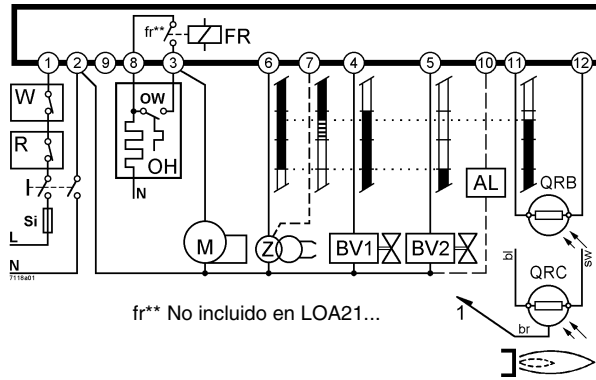 fr** FR
1 2 9 8 3 6 7 4 5 10 11 12
W
OW
R
OH
AL
QRB
Si
N
L
M
Z
BV1
BV2
bl
sw
QRC
N
7118a01
fr** No incluido en LOA21...
1
br